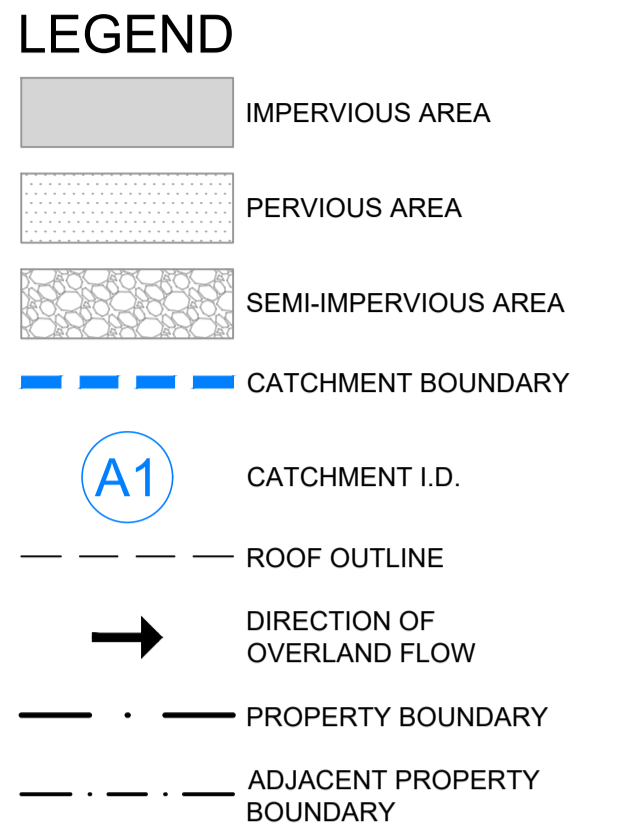 LEGEND
IMPERVIOUS AREA
PERVIOUS AREA
SEMI-IMPERVIOUS AREA
CATCHMENT BOUNDARY
A1
CATCHMENT I.D.
ROOF OUTLINE
DIRECTION OF
OVERLAND FLOW
PROPERTY BOUNDARY
ADJACENT PROPERTY
BOUNDARY